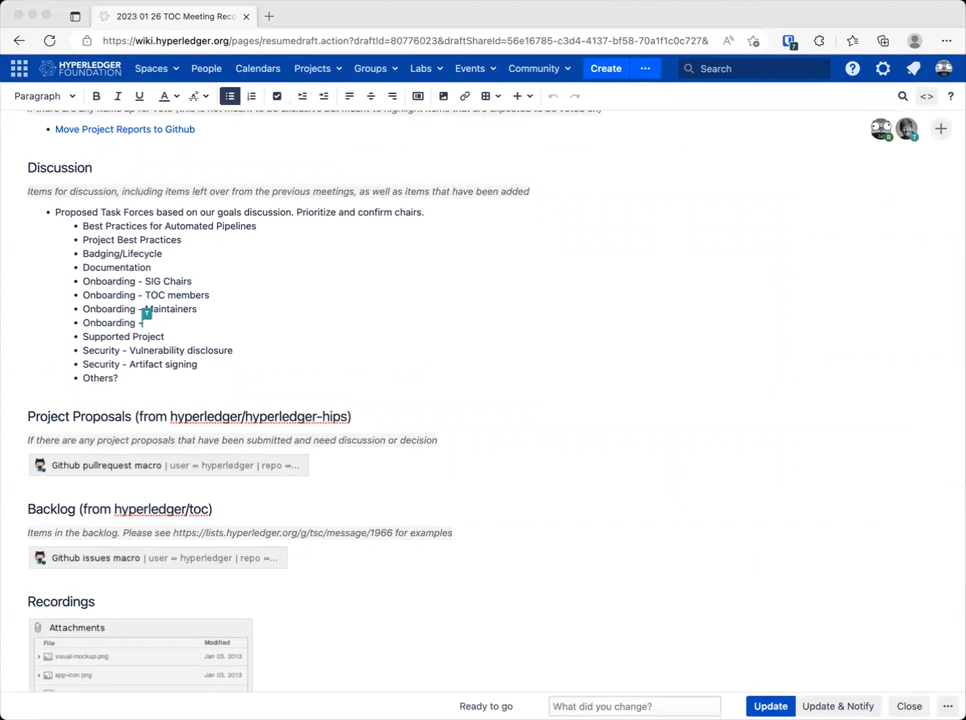 2023 01 26 TOC Meeting Reco
https://wiki.hyperledger.org/pages/resumedraft.action?draftId=80776023&draftShareId=56e16785-c3d4-4137-bf58-70a1f1c0c727&
HYPERLEDGER FOUNDATION Spaces People Calendars Projects Groups Labs Events Community Create ... Search
Paragraph B I U A
Move Project Reports to Github
Discussion
Items for discussion, including items left over from the previous meetings, as well as items that have been added
Proposed Task Forces based on our goals discussion. Prioritize and confirm chairs.
Best Practices for Automated Pipelines
Project Best Practices
Badging/Lifecycle
Documentation
Onboarding - SIG Chairs
Onboarding - TOC members
Onboarding - Maintainers
Onboarding -
Supported Project
Security - Vulnerability disclosure
Security - Artifact signing
Others?
Project Proposals (from hyperledger/hyperledger-hips)
If there are any project proposals that have been submitted and need discussion or decision
Github pullrequest macro | user = hyperledger | repo =...
Backlog (from hyperledger/toc)
Items in the backlog. Please see https://lists.hyperledger.org/g/tsc/message/1966 for examples
Github issues macro | user = hyperledger | repo =...
Recordings
Attachments
File Modified
visual-mockup.png Jan 03, 2013
app-icon.png Jan 03, 2013
Ready to go What did you change? Update Update & Notify Close ...